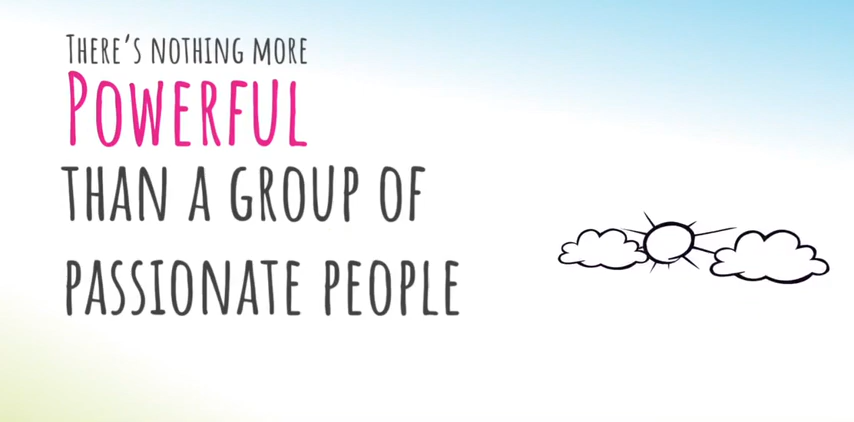 There's nothing more
Powerful
than a group of
passionate people